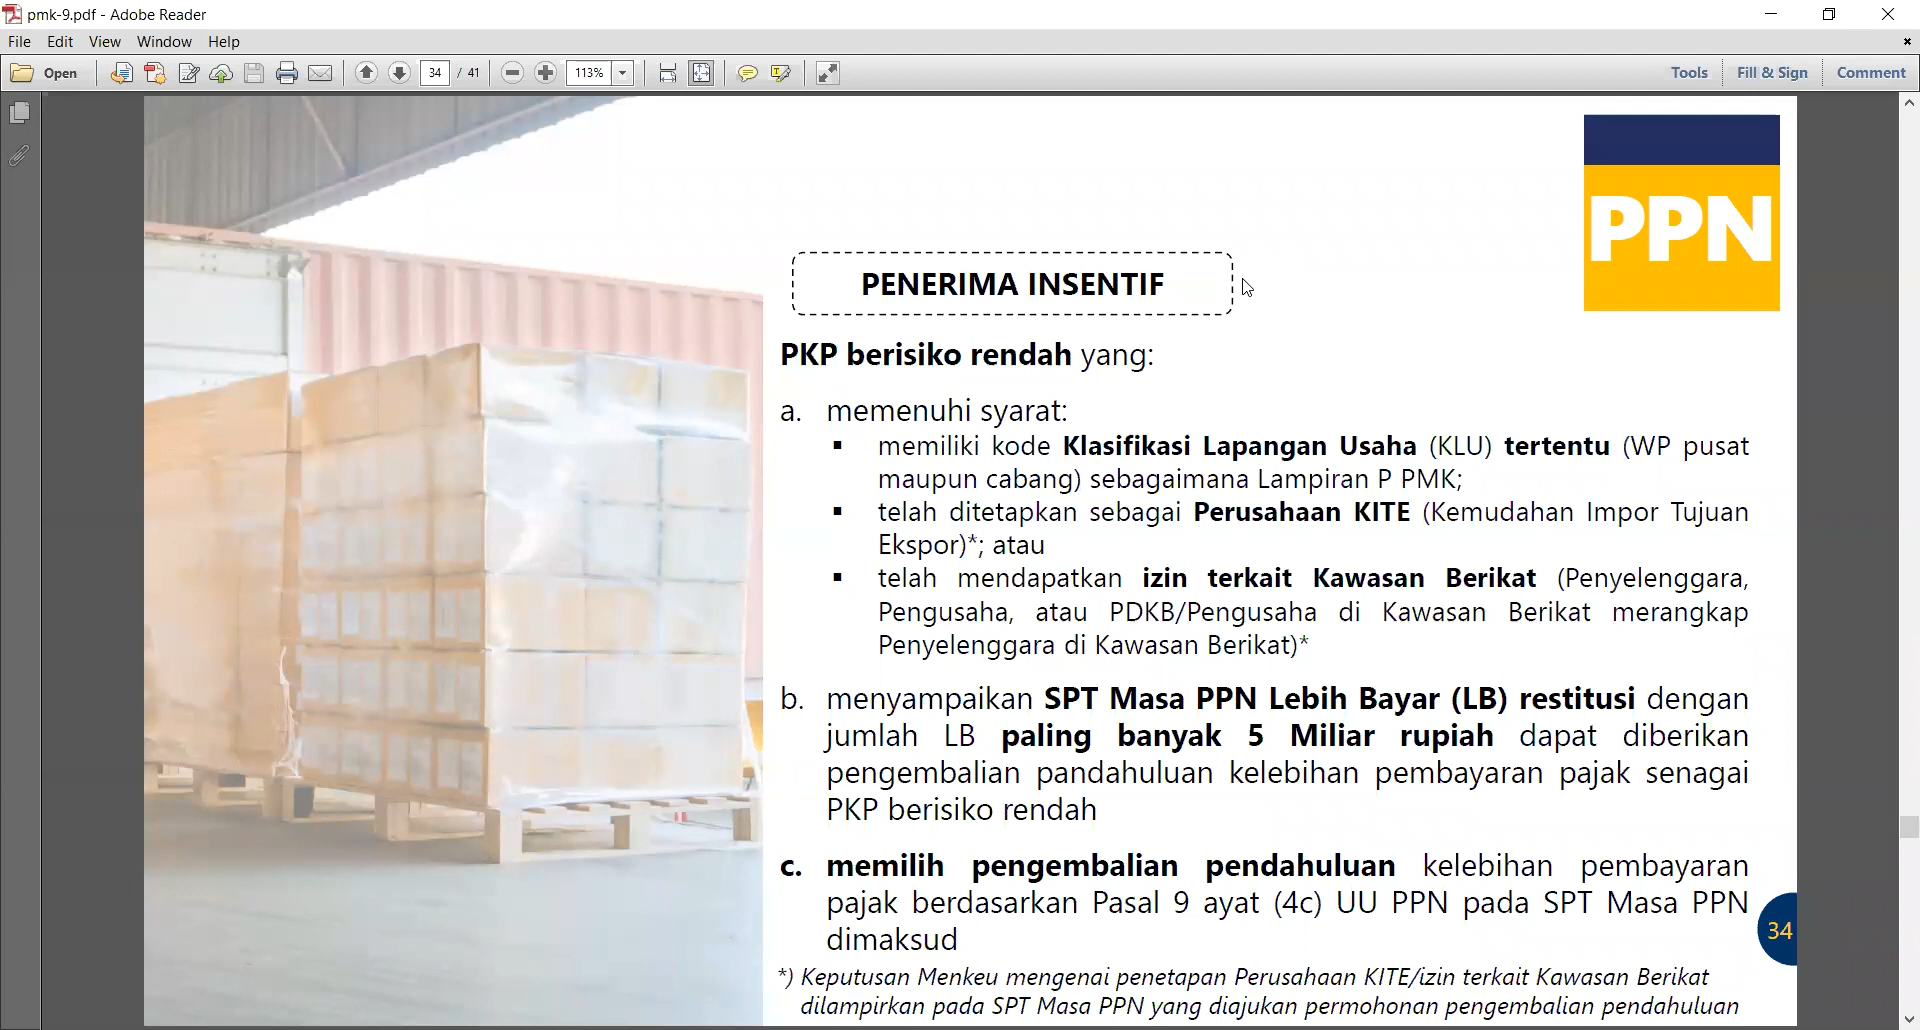 pmk-9.pdf - Adobe Reader
File Edit View Window Help
Open 34 / 41 113% Tools Fill & Sign Comment
PPN
PENERIMA INSENTIF
PKP berisiko rendah yang:
a. memenuhi syarat:
▪ memiliki kode Klasifikasi Lapangan Usaha (KLU) tertentu (WP pusat
maupun cabang) sebagaimana Lampiran P PMK;
▪ telah ditetapkan sebagai Perusahaan KITE (Kemudahan Impor Tujuan
Ekspor)*; atau
▪ telah mendapatkan izin terkait Kawasan Berikat (Penyelenggara,
Pengusaha, atau PDKB/Pengusaha di Kawasan Berikat merangkap
Penyelenggara di Kawasan Berikat)*
b. menyampaikan SPT Masa PPN Lebih Bayar (LB) restitusi dengan
jumlah LB paling banyak 5 Miliar rupiah dapat diberikan
pengembalian pandahuluan kelebihan pembayaran pajak senagai
PKP berisiko rendah
c. memilih pengembalian pendahuluan kelebihan pembayaran
pajak berdasarkan Pasal 9 ayat (4c) UU PPN pada SPT Masa PPN
dimaksud
34
*) Keputusan Menkeu mengenai penetapan Perusahaan KITE/izin terkait Kawasan Berikat
dilampirkan pada SPT Masa PPN yang diajukan permohonan pengembalian pendahuluan